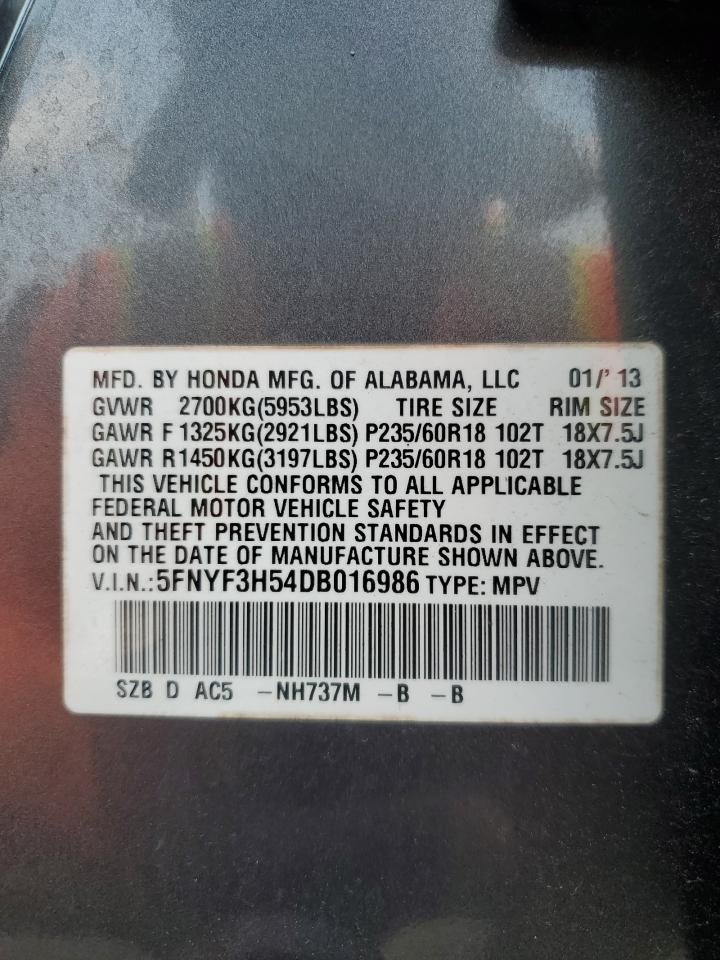 MFD. BY HONDA MFG. OF ALABAMA, LLC 01/' 13
GVWR 2700KG(5953LBS) TIRE SIZE RIM SIZE
GAWR F 1325KG(2921LBS) P235/60R18 102T 18X7.5J
GAWR R1450KG(3197LBS) P235/60R18 102T 18X7.5J
THIS VEHICLE CONFORMS TO ALL APPLICABLE
FEDERAL MOTOR VEHICLE SAFETY
AND THEFT PREVENTION STANDARDS IN EFFECT
ON THE DATE OF MANUFACTURE SHOWN ABOVE.
V.I.N.:5FNYF3H54DB016986 TYPE: MPV
SZB D AC5 -NH737M -B -B